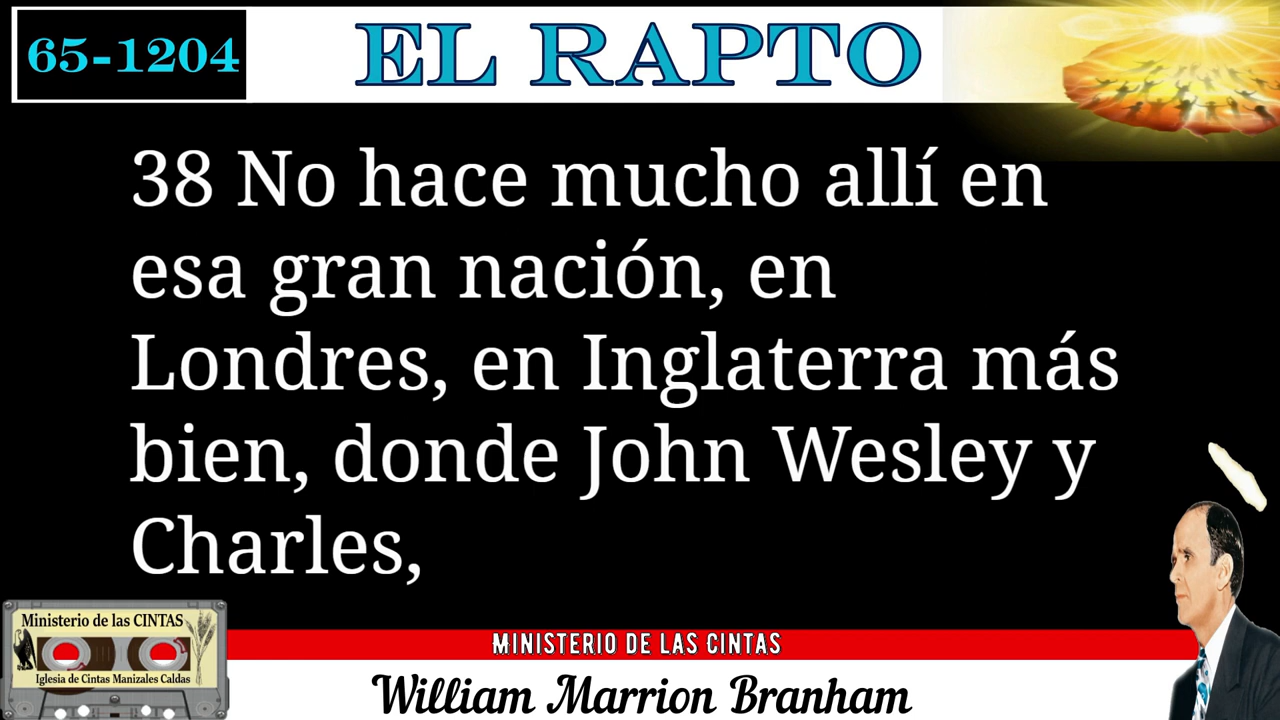 65-1204
EL RAPTO
38 No hace mucho allí en
esa gran nación, en
Londres, en Inglaterra más
bien, donde John Wesley y
Charles,
Ministerio de las CINTAS
Iglesia de Cintas Manizales Caldas
MINISTERIO DE LAS CINTAS
William Marrion Branham